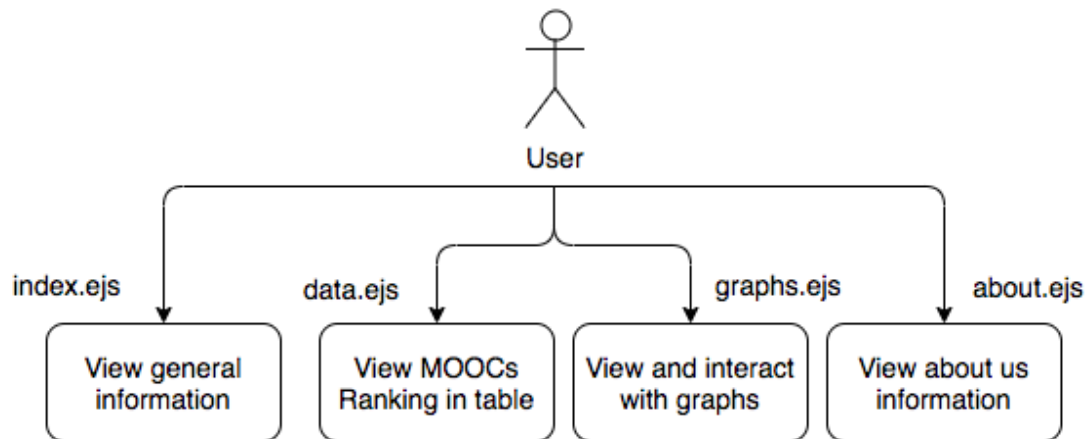 User
index.ejs
data.ejs
graphs.ejs
about.ejs
View general
information
View MOOCs
Ranking in table
View and interact
with graphs
View about us
information